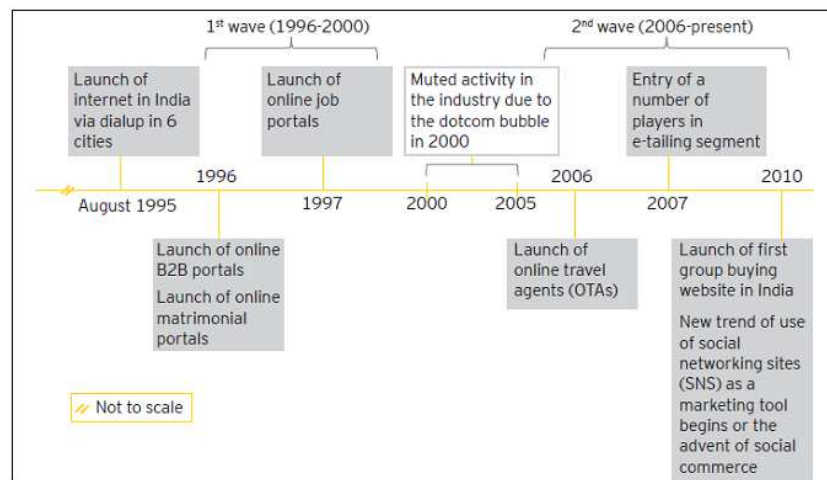 1st wave (1996-2000)
2nd wave (2006-present)
Launch of
internet in India
via dialup in 6
cities
Launch of
online job
portals
Muted activity in
the industry due to
the dotcom bubble
in 2000
Entry of a
number of
players in
e-tailing segment
1996
2006
2010
August 1995
1997
2000
2005
2007
Launch of online
B2B portals
Launch of online
matrimonial
portals
Launch of
online travel
agents (OTAs)
Launch of first
group buying
website in India
New trend of use
of social
networking sites
(SNS) as a
marketing tool
begins or the
advent of social
commerce
Not to scale